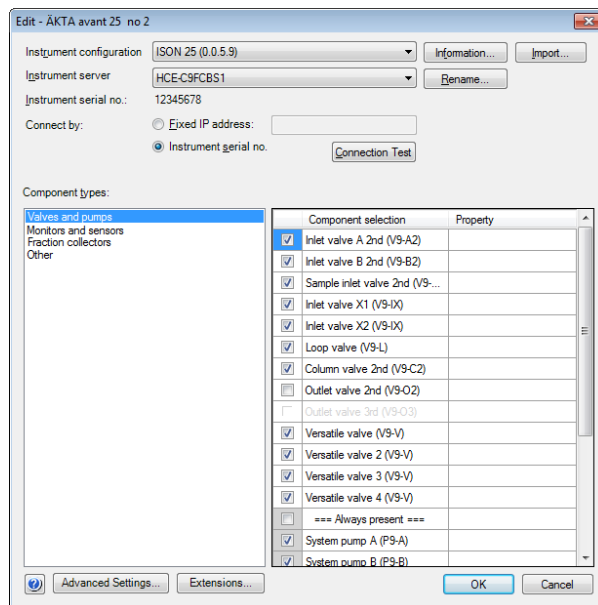 Edit - ÄKTA avant 25  no 2
Instrument configuration ISON 25 (0.0.5.9) Information... Import...
Instrument server HCE-C9FCBS1 Rename...
Instrument serial no.: 12345678
Connect by: Fixed IP address:
Instrument serial no. Connection Test
Component types:
Valves and pumps
Monitors and sensors
Fraction collectors
Other
Component selection Property
Inlet valve A 2nd (V9-A2)
Inlet valve B 2nd (V9-B2)
Sample inlet valve 2nd (V9-...
Inlet valve X1 (V9-IX)
Inlet valve X2 (V9-IX)
Loop valve (V9-L)
Column valve 2nd (V9-C2)
Outlet valve 2nd (V9-O2)
Outlet valve 3rd (V9-O3)
Versatile valve (V9-V)
Versatile valve 2 (V9-V)
Versatile valve 3 (V9-V)
Versatile valve 4 (V9-V)
=== Always present ===
System pump A (P9-A)
System pump B (P9-B)
? Advanced Settings... Extensions... OK Cancel